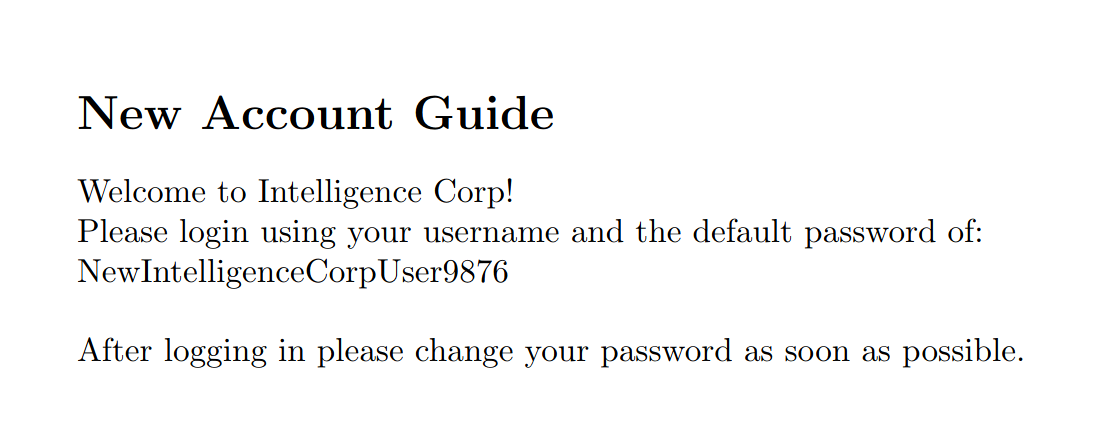 New Account Guide
Welcome to Intelligence Corp!
Please login using your username and the default password of:
NewIntelligenceCorpUser9876
After logging in please change your password as soon as possible.